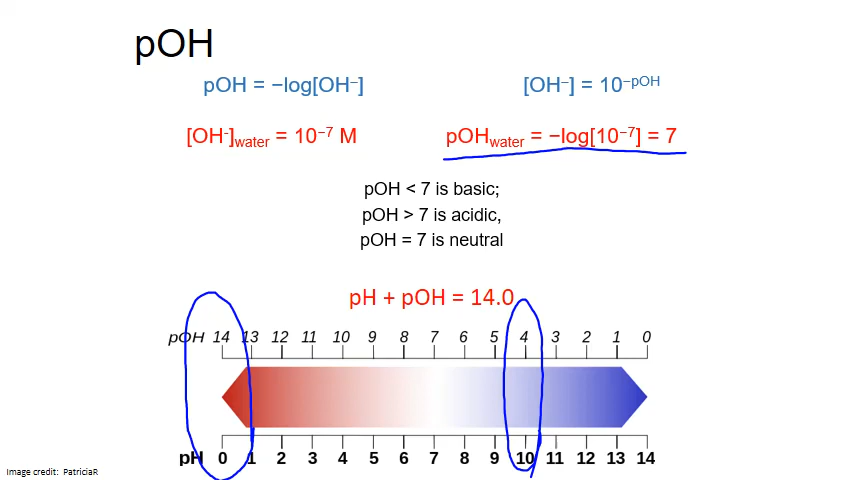 pOH
pOH = −log[OH⁻] [OH⁻] = 10⁻ᵖᴼᴴ
[OH⁻]water = 10⁻⁷ M pOHwater = −log[10⁻⁷] = 7
pOH < 7 is basic;
pOH > 7 is acidic,
pOH = 7 is neutral
pH + pOH = 14.0
pOH 14 13 12 11 10 9 8 7 6 5 4 3 2 1 0
pH 0 1 2 3 4 5 6 7 8 9 10 11 12 13 14
Image credit: PatriciaR